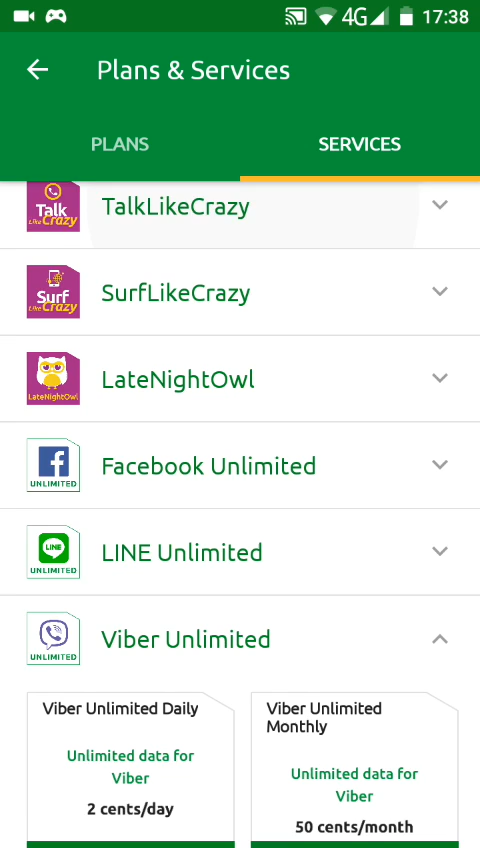 4G 17:38
Plans & Services
PLANS SERVICES
Talk
Like Crazy
TalkLikeCrazy
Surf
Like Crazy
SurfLikeCrazy
LateNightOwl
LateNightOwl
UNLIMITED
Facebook Unlimited
LINE
UNLIMITED
LINE Unlimited
UNLIMITED
Viber Unlimited
Viber Unlimited Daily
Unlimited data for
Viber
2 cents/day
Viber Unlimited
Monthly
Unlimited data for
Viber
50 cents/month